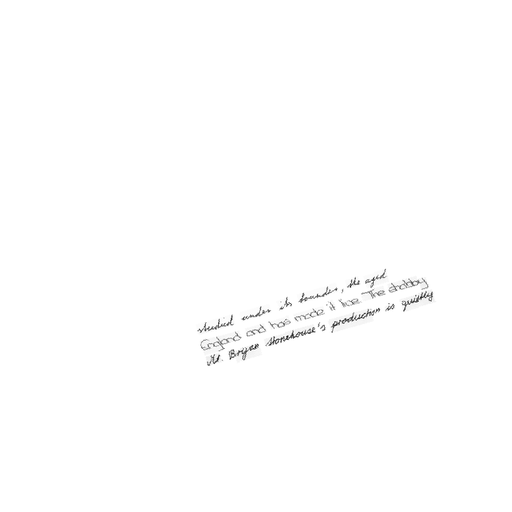 studied under its founder, the aged
England and has made it live. The shabby
Mr. Bryan Stonehouse's production is quietly